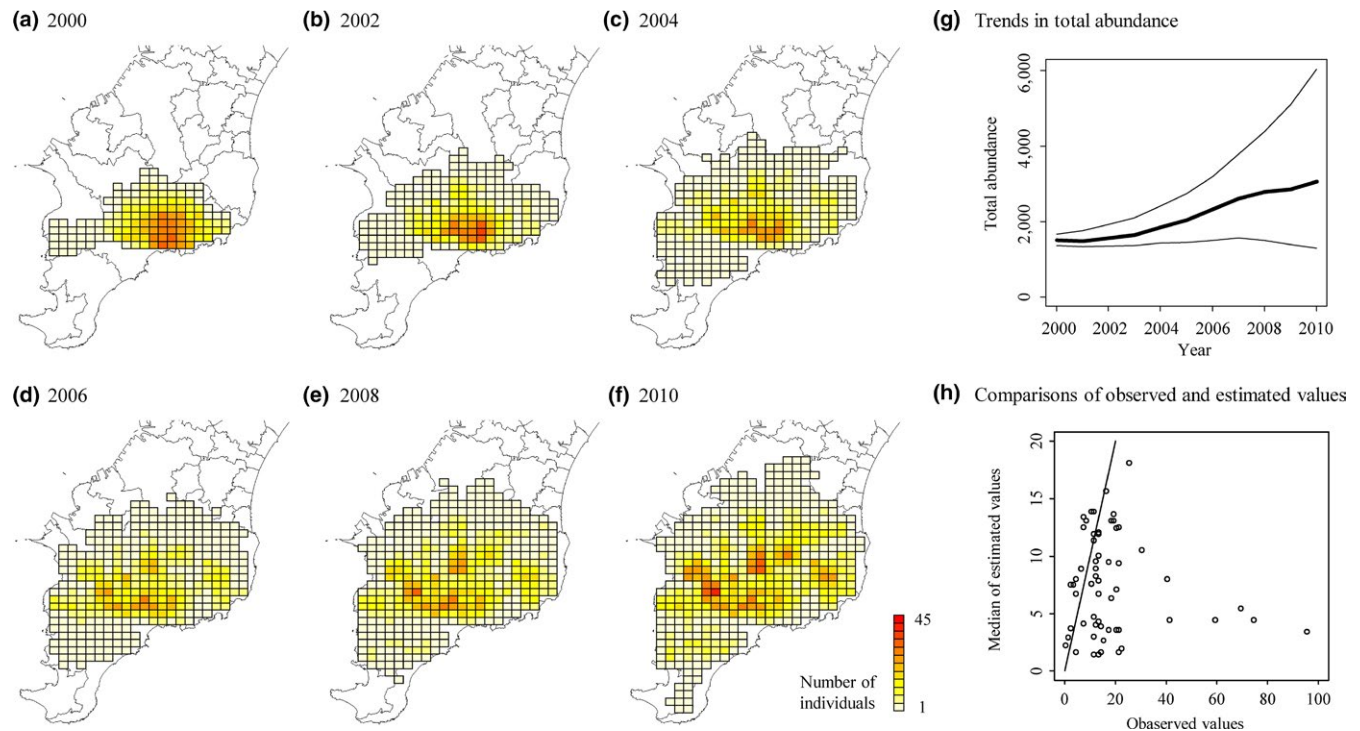 (a) 2000
(b) 2002
(c) 2004
(g) Trends in total abundance
6,000
4,000
2,000
0
Total abundance
2000 2002 2004 2006 2008 2010
Year
(d) 2006
(e) 2008
(f) 2010
45
Number of
individuals
1
(h) Comparisons of observed and estimated values
20
15
10
5
0
Median of estimated values
0 20 40 60 80 100
Obaserved values